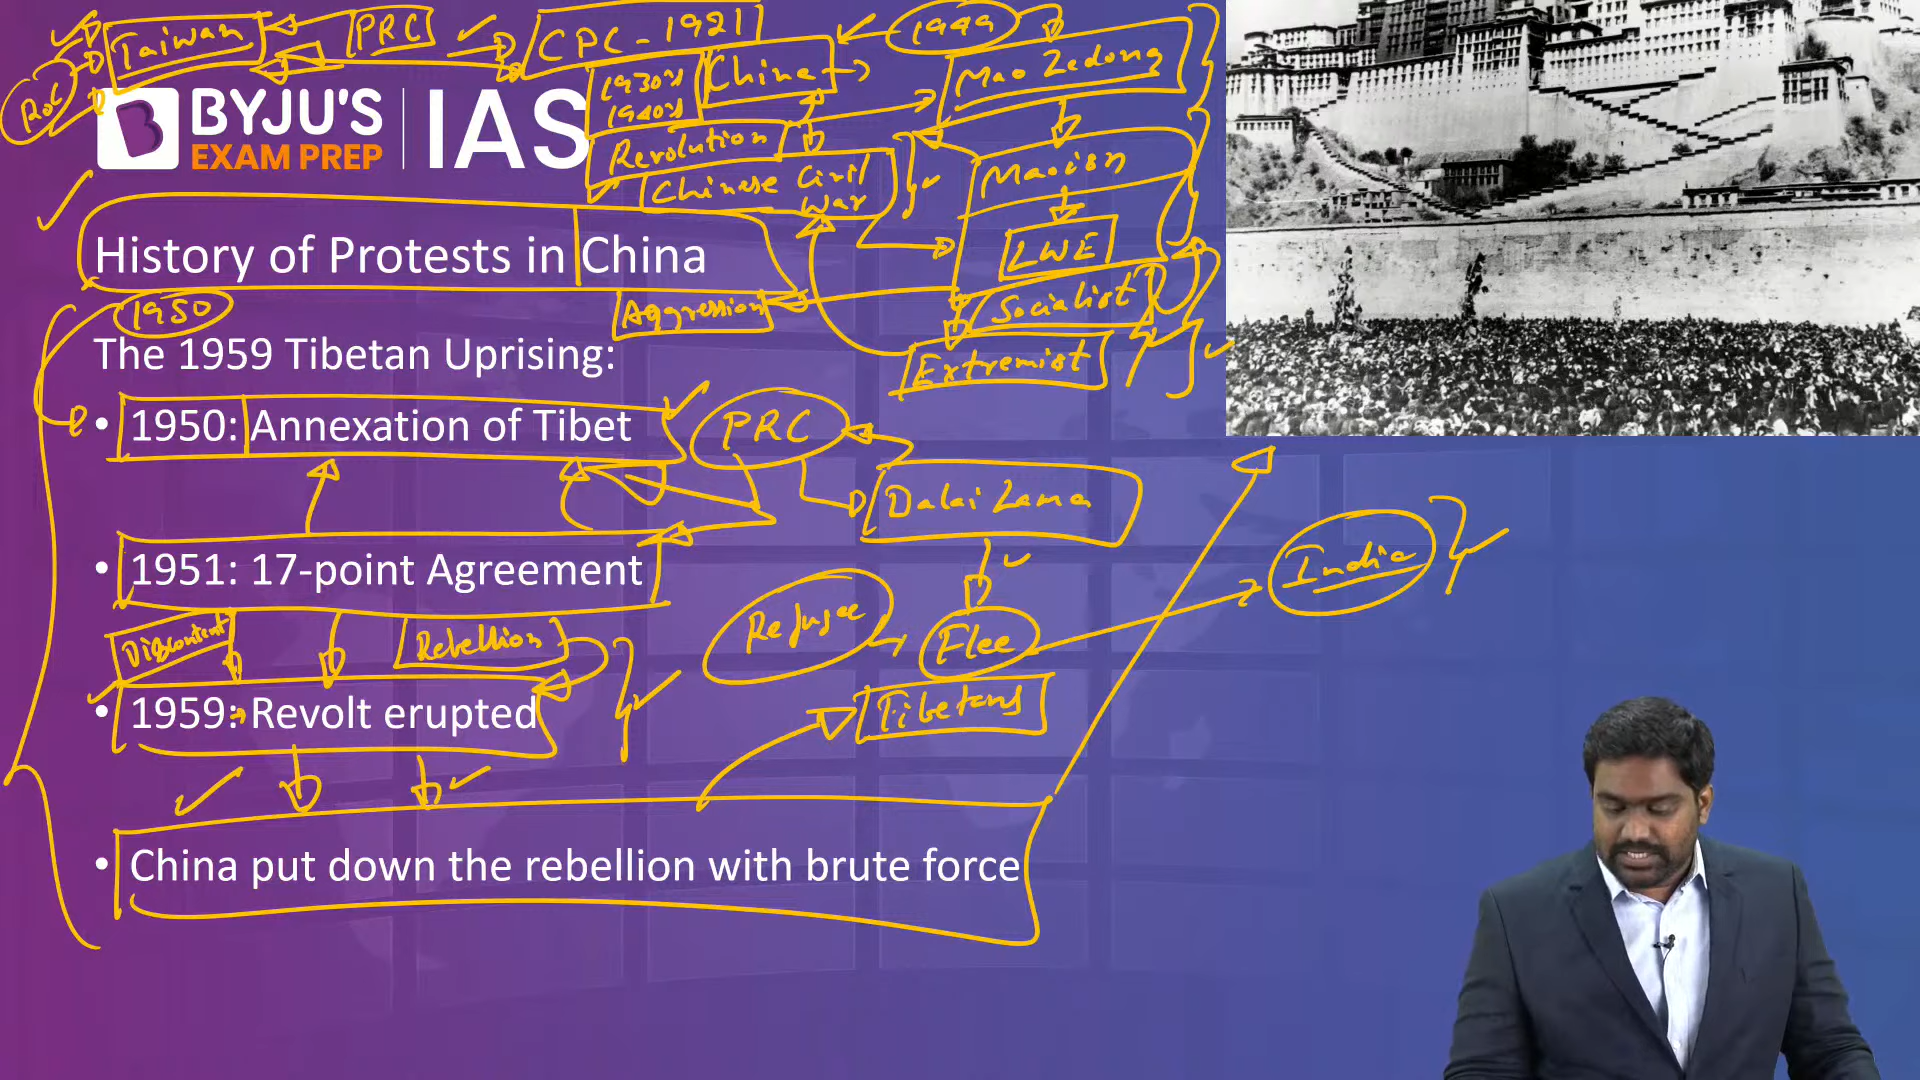 Taiwan
PRC
CPC - 1921
1949
ROC
1930's
1940's
China
Mao Zedong
BYJU'S
EXAM PREP
IAS
Revolution
Maoism
Chinese Civil
War
LWE
History of Protests in China
Socialist
1950
Aggression
Extremist
The 1959 Tibetan Uprising:
• 1950: Annexation of Tibet
PRC
Dalai Lama
• 1951: 17-point Agreement
India
Discontent
Rebellion
Refugee
Flee
• 1959: Revolt erupted
Tibetans
• China put down the rebellion with brute force